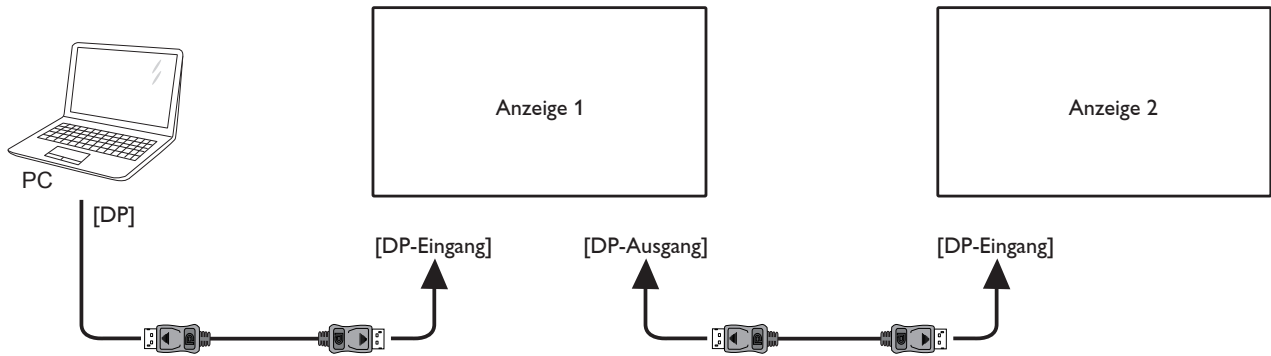 Anzeige 1
Anzeige 2
PC
[DP]
[DP-Eingang]
[DP-Ausgang]
[DP-Eingang]